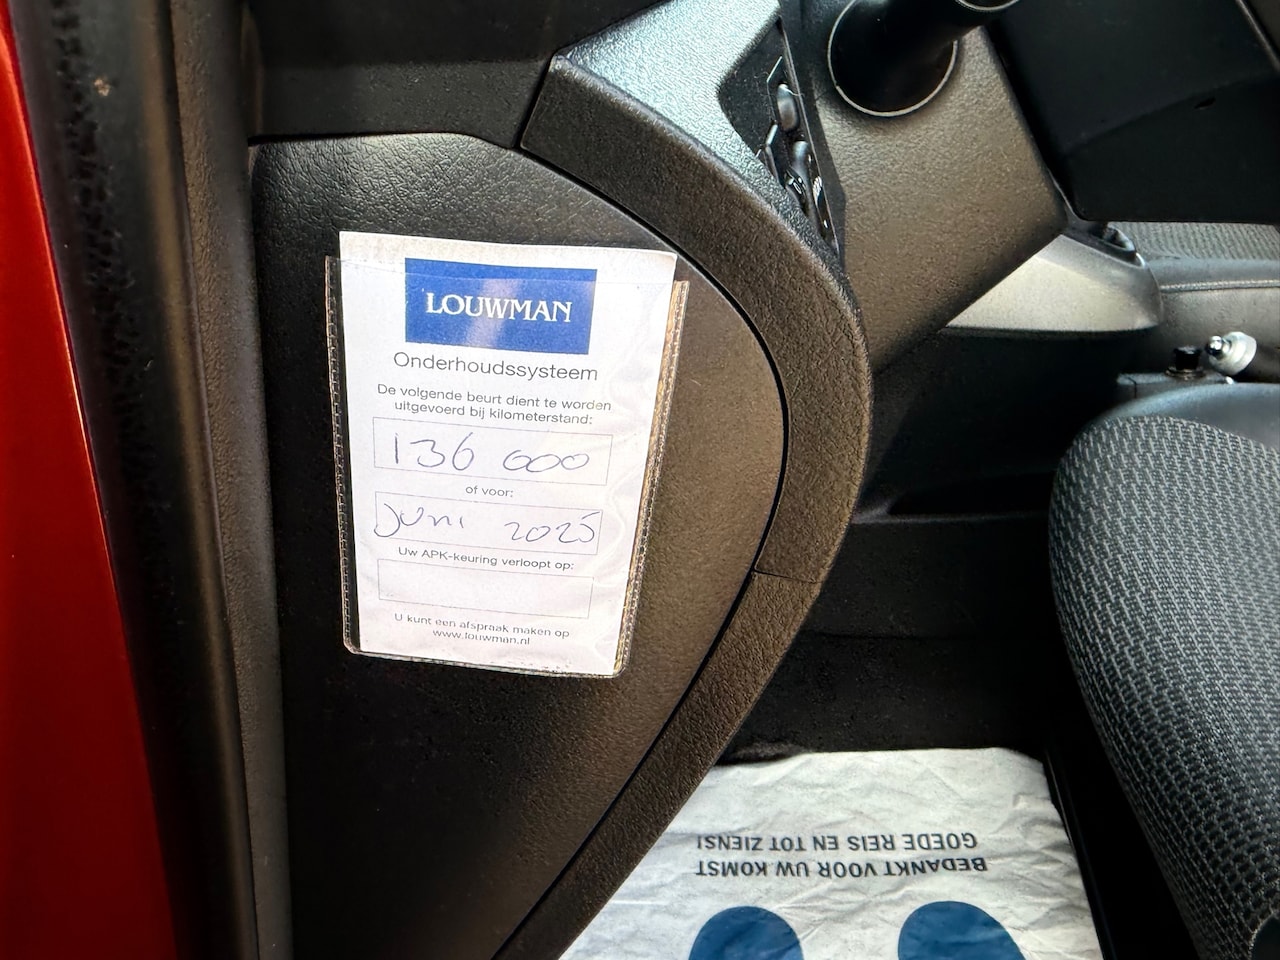 LOUWMAN
Onderhoudssysteem
De volgende beurt dient te worden
uitgevoerd bij kilometerstand:
136 000
of voor:
Juni 2025
Uw APK-keuring verloopt op:
U kunt een afspraak maken op
www.louwman.nl
BEDANKT VOOR UW KOMST
GOEDE REIS EN TOT ZIENS!